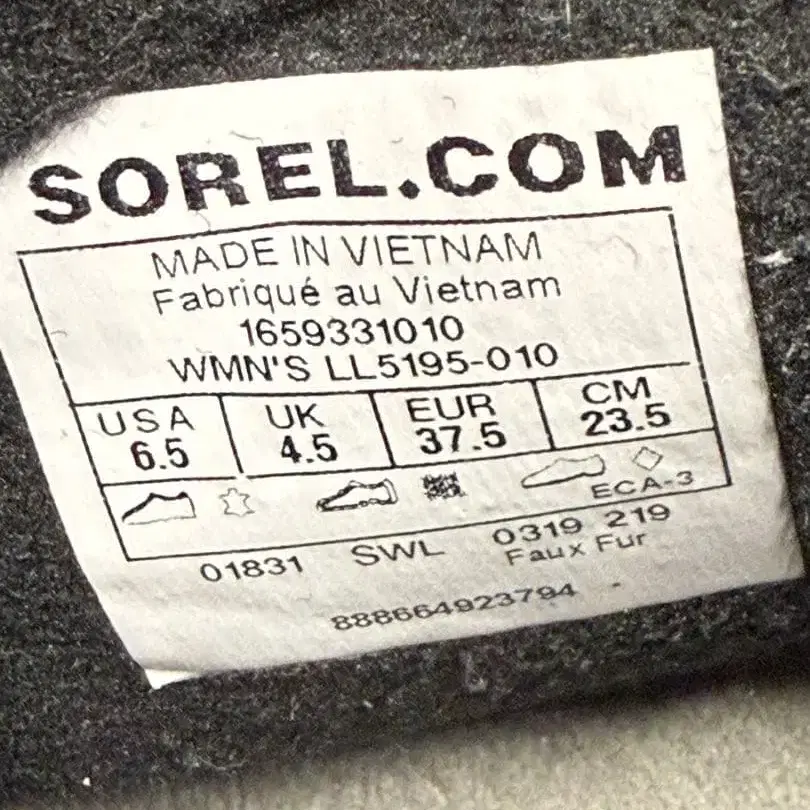 SOREL.COM
MADE IN VIETNAM
Fabriqué au Vietnam
1659331010
WMN'S LL5195-010
USA UK EUR CM
6.5 4.5 37.5 23.5
ECA-3
01831 SWL 0319 219
Faux Fur
888664923794